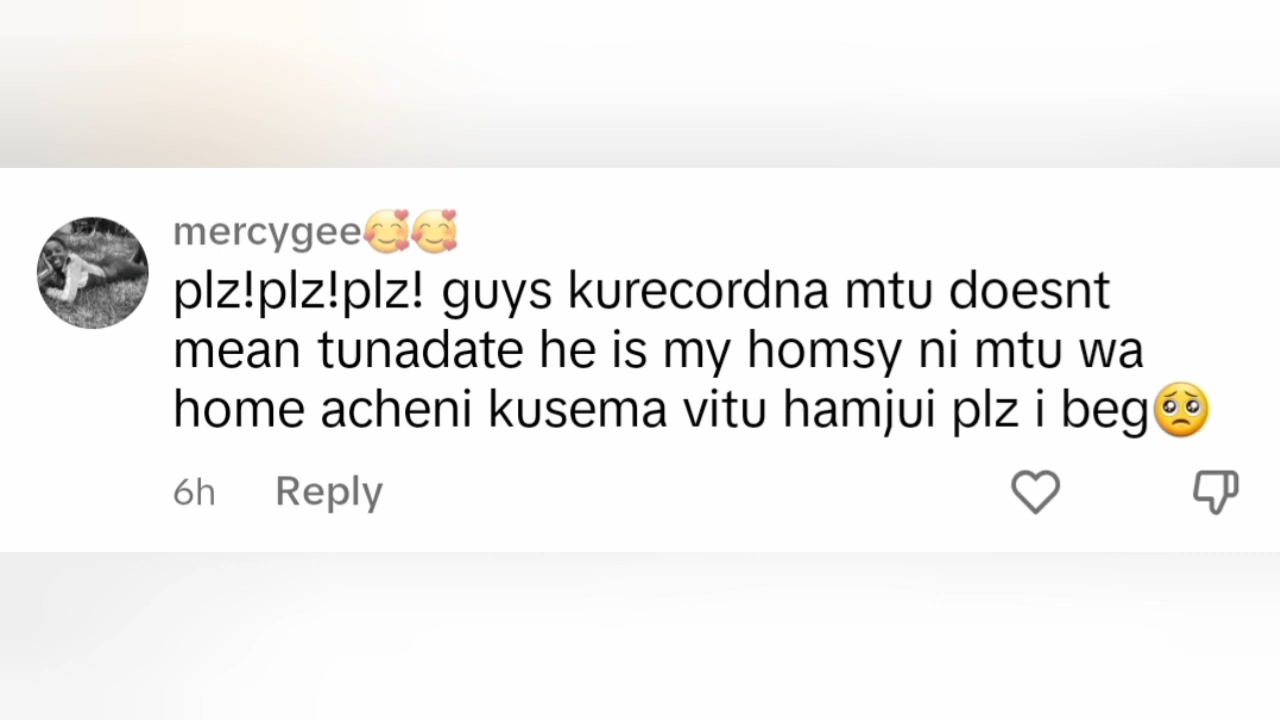 mercygee🥰🥰
plz!plz!plz! guys kurecordna mtu doesnt
mean tunadate he is my homsy ni mtu wa
home acheni kusema vitu hamjui plz i beg🥺
6h Reply